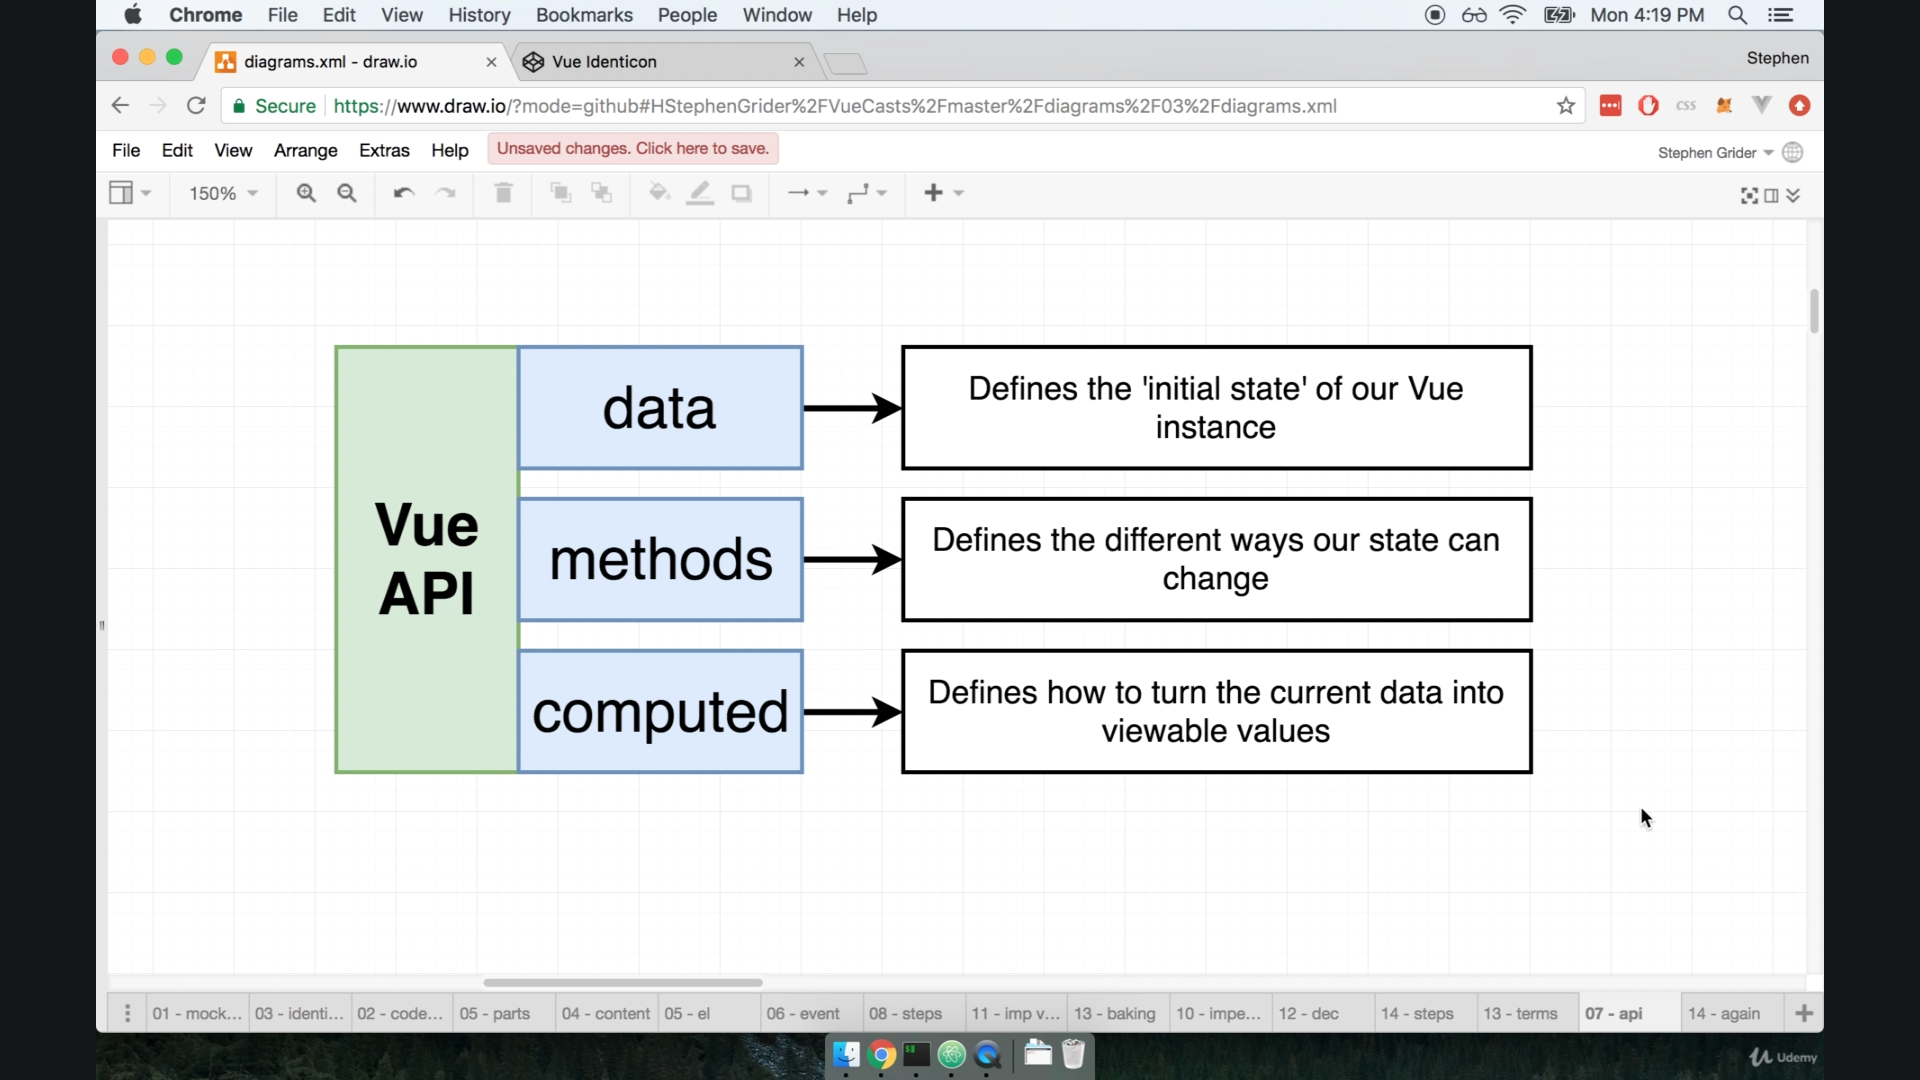 Chrome File Edit View History Bookmarks People Window Help Mon 4:19 PM
diagrams.xml - draw.io Vue Identicon Stephen
Secure https://www.draw.io/?mode=github#HStephenGrider%2FVueCasts%2Fmaster%2Fdiagrams%2F03%2Fdiagrams.xml css
File Edit View Arrange Extras Help Unsaved changes. Click here to save. Stephen Grider
150%
data
Defines the 'initial state' of our Vue
instance
Vue
API
methods
Defines the different ways our state can
change
computed
Defines how to turn the current data into
viewable values
01 - mock... 03 - identi... 02 - code... 05 - parts 04 - content 05 - el 06 - event 08 - steps 11 - imp v... 13 - baking 10 - impe... 12 - dec 14 - steps 13 - terms 07 - api 14 - again
Udemy